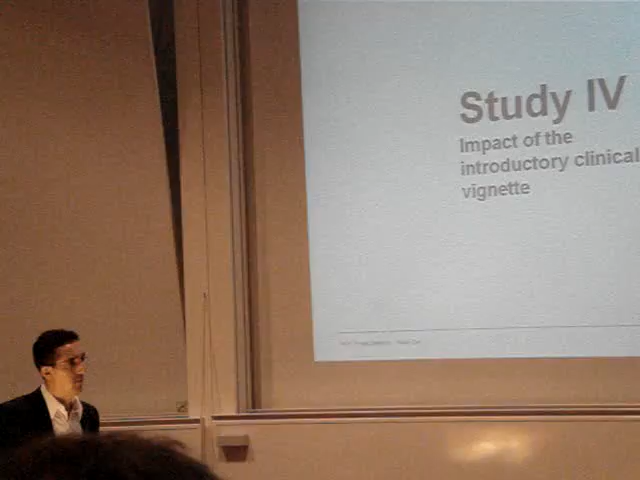 Study IV
Impact of the
introductory clinical
vignette